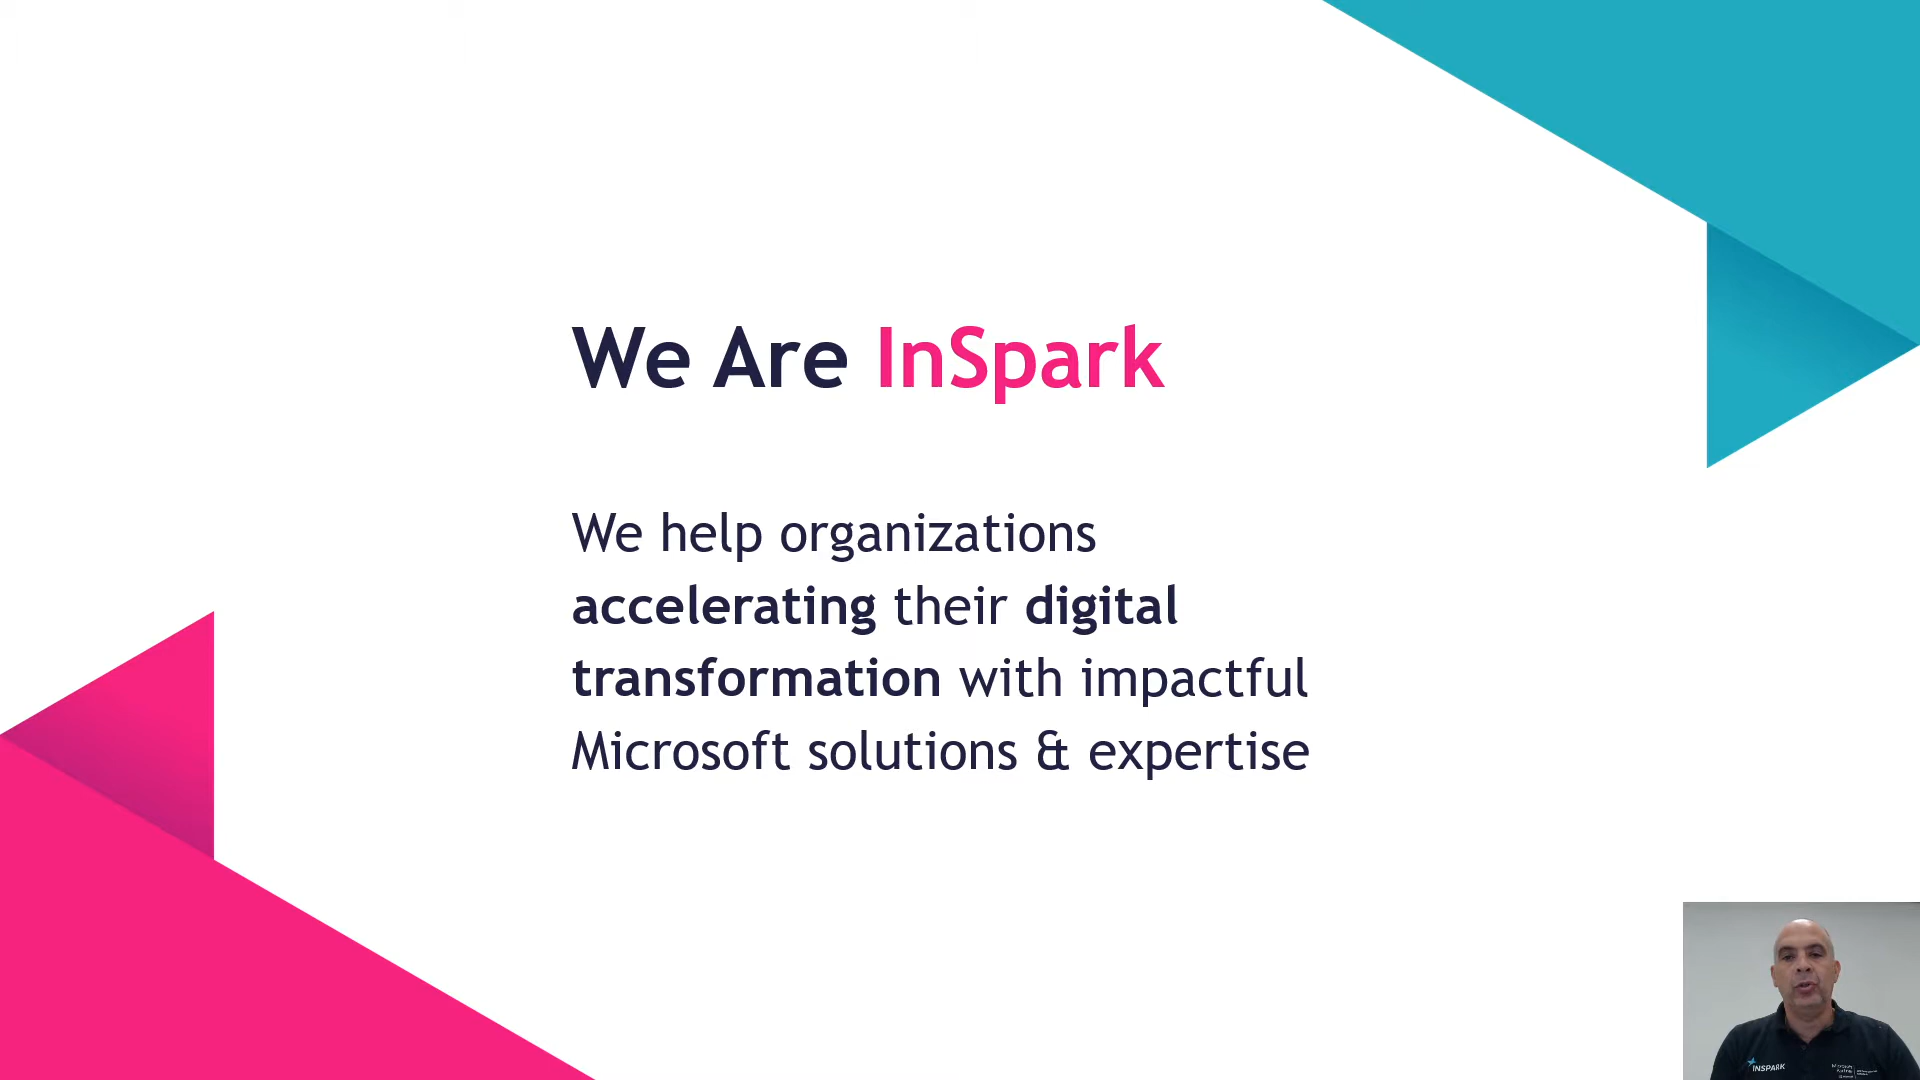 We Are InSpark
We help organizations
accelerating their digital
transformation with impactful
Microsoft solutions & expertise
INSPARK